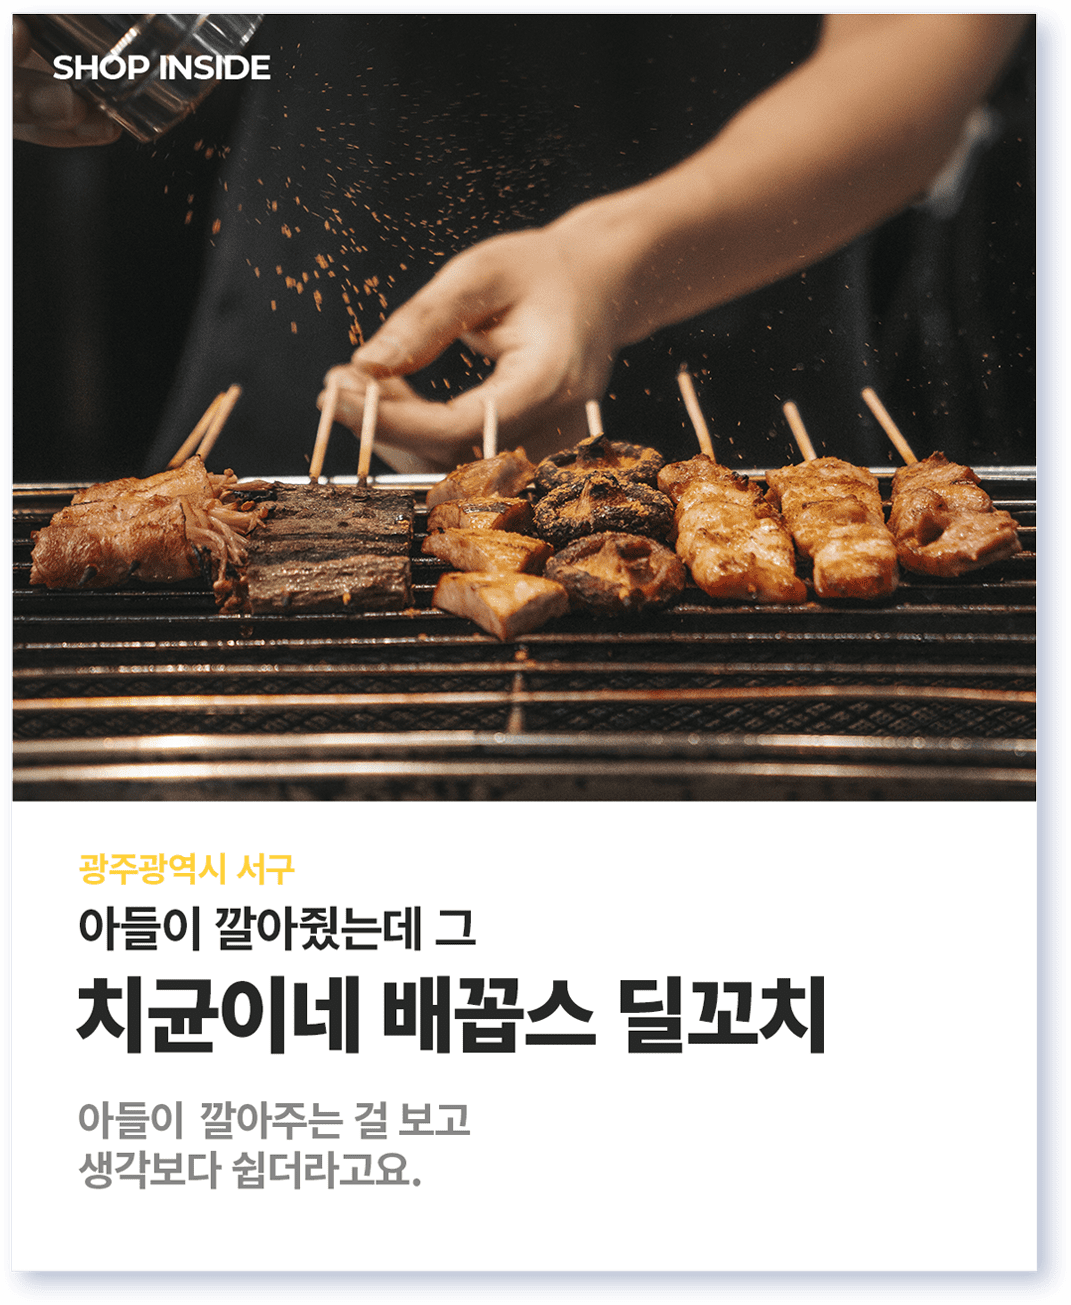 SHOP INSIDE
광주광역시 서구
아들이 깔아줬는데 그
치균이네 배꼽스 딜꼬치
아들이 깔아주는 걸 보고
생각보다 쉽더라고요.